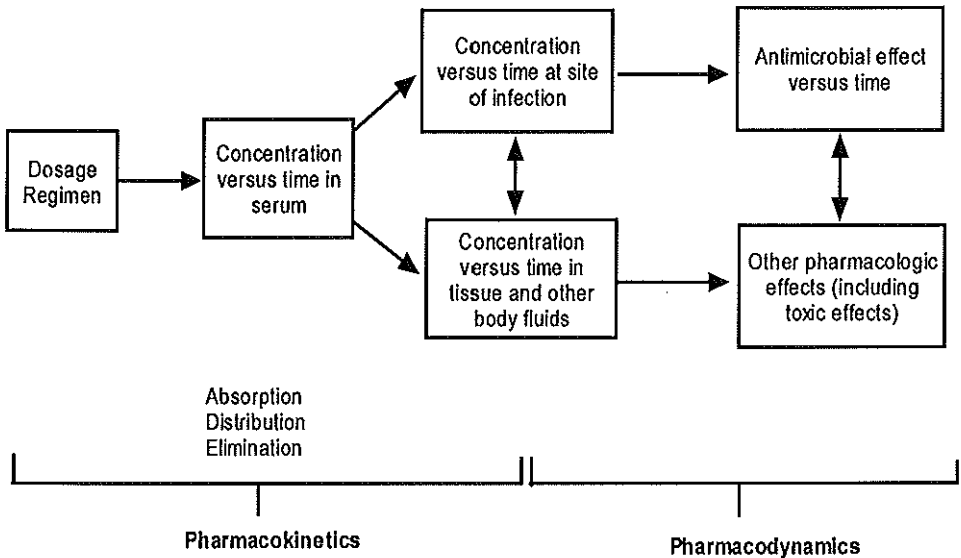 Dosage
Regimen
Concentration
versus time in
serum
Concentration
versus time at site
of infection
Antimicrobial effect
versus time
Concentration
versus time in
tissue and other
body fluids
Other pharmacologic
effects (including
toxic effects)
Absorption
Distribution
Elimination
Pharmacokinetics
Pharmacodynamics